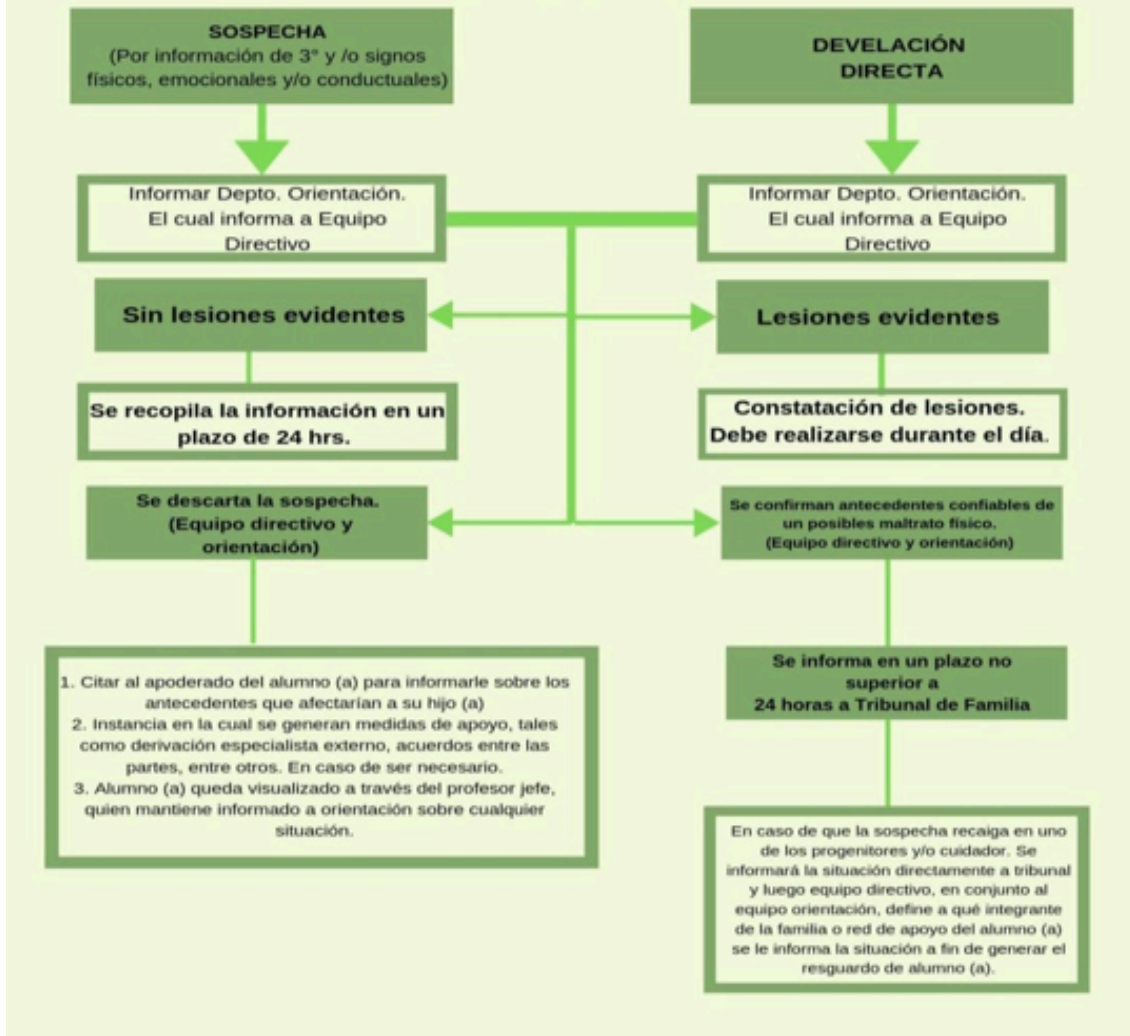 SOSPECHA
(Por información de 3° y /o signos
físicos, emocionales y/o conductuales)
DEVELACIÓN
DIRECTA
Informar Depto. Orientación.
El cual informa a Equipo
Directivo
Informar Depto. Orientación.
El cual informa a Equipo
Directivo
Sin lesiones evidentes
Lesiones evidentes
Se recopila la información en un
plazo de 24 hrs.
Constatación de lesiones.
Debe realizarse durante el día.
Se descarta la sospecha.
(Equipo directivo y
orientación)
Se confirman antecedentes confiables de
un posibles maltrato físico.
(Equipo directivo y orientación)
1. Citar al apoderado del alumno (a) para informarle sobre los
antecedentes que afectarían a su hijo (a)
2. Instancia en la cual se generan medidas de apoyo, tales
como derivación especialista externo, acuerdos entre las
partes, entre otros. En caso de ser necesario.
3. Alumno (a) queda visualizado a través del profesor jefe,
quien mantiene informado a orientación sobre cualquier
situación.
Se informa en un plazo no
superior a
24 horas a Tribunal de Familia
En caso de que la sospecha recaiga en uno
de los progenitores y/o cuidador. Se
informará la situación directamente a tribunal
y luego equipo directivo, en conjunto al
equipo orientación, define a qué integrante
de la familia o red de apoyo del alumno (a)
se le informa la situación a fin de generar el
resguardo de alumno (a).